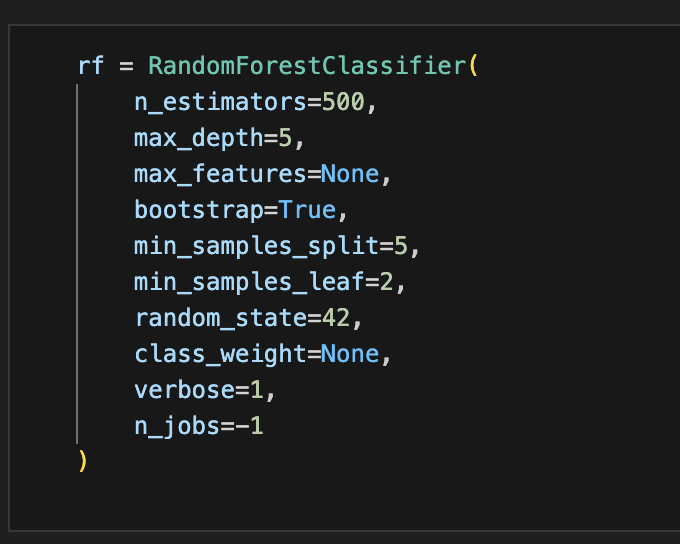 rf = RandomForestClassifier(
    n_estimators=500,
    max_depth=5,
    max_features=None,
    bootstrap=True,
    min_samples_split=5,
    min_samples_leaf=2,
    random_state=42,
    class_weight=None,
    verbose=1,
    n_jobs=-1
)